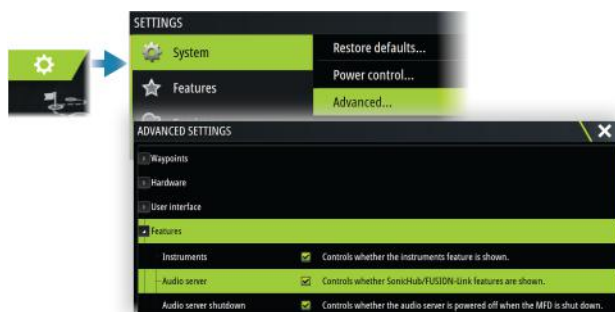 SETTINGS
System
Restore defaults...
Power control...
Features
Advanced...
ADVANCED SETTINGS
Waypoints
Hardware
User interface
Features
Instruments Controls whether the instruments feature is shown.
Audio server Controls whether SonicHub/FUSION-Link features are shown.
Audio server shutdown Controls whether the audio server is powered off when the MFD is shut down.